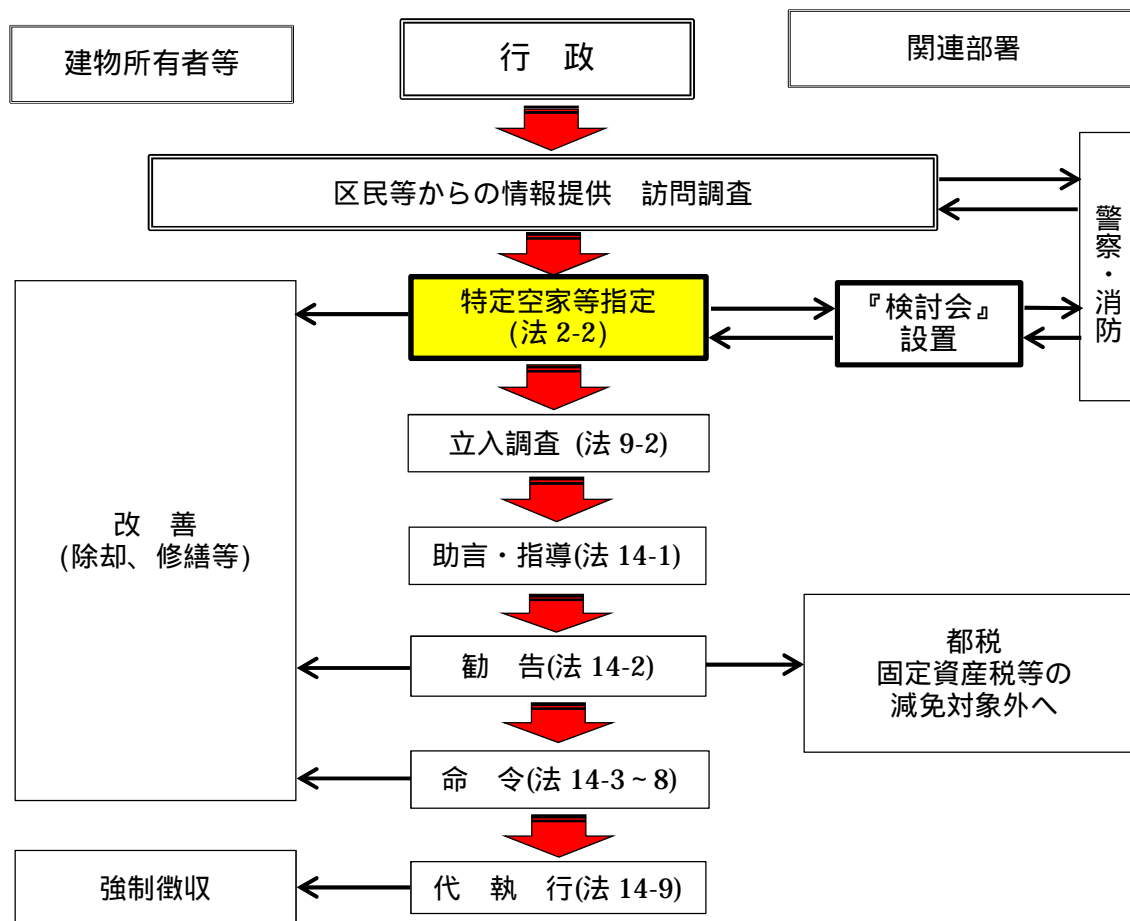 建物所有者等
行　政
関連部署
区民等からの情報提供　訪問調査
警察・消防
特定空家等指定
(法 2-2)
『検討会』
設置
立入調査 (法 9-2)
改　善
(除却、修繕等)
助言・指導(法 14-1)
勧　告(法 14-2)
都税
固定資産税等の
減免対象外へ
命　令(法 14-3～8)
強制徴収
代　執　行(法 14-9)